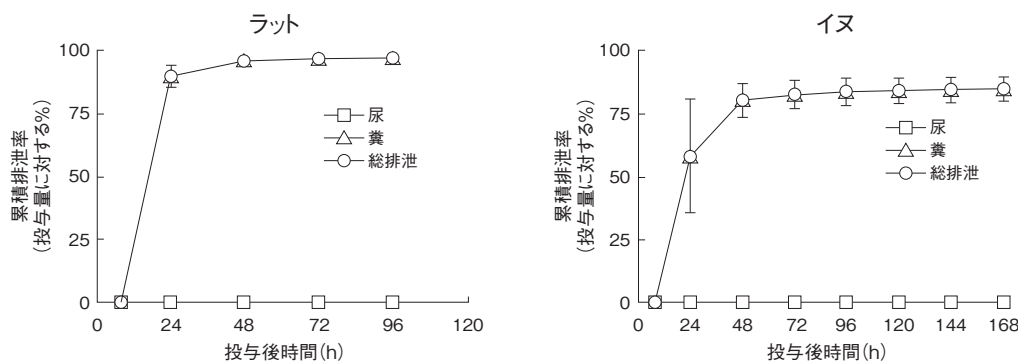 ラット
100
75
50
25
0
0
24
48
72
96
120
累積排泄率
(投与量に対する%)
投与後時間(h)
尿
糞
総排泄
イヌ
100
75
50
25
0
0
24
48
72
96
120
144
168
累積排泄率
(投与量に対する%)
投与後時間(h)
尿
糞
総排泄